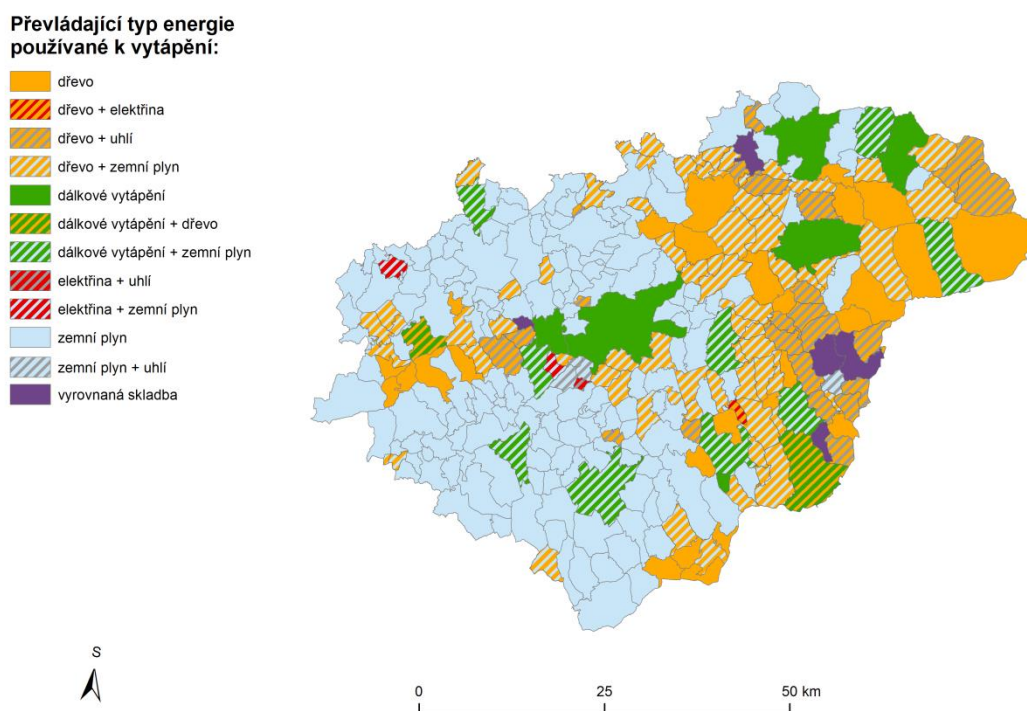 Převládající typ energie
používané k vytápění:
dřevo
dřevo + elektřina
dřevo + uhlí
dřevo + zemní plyn
dálkové vytápění
dálkové vytápění + dřevo
dálkové vytápění + zemní plyn
elektřina + uhlí
elektřina + zemní plyn
zemní plyn
zemní plyn + uhlí
vyrovnaná skladba
S
0 25 50 km